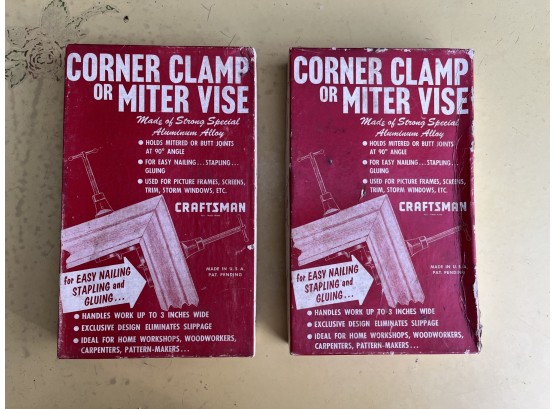 CORNER CLAMP
OR MITER VISE
Made of Strong Special
Aluminum Alloy
• HOLDS MITERED OR BUTT JOINTS
AT 90° ANGLE
• FOR EASY NAILING...STAPLING...
GLUING
• USED FOR PICTURE FRAMES, SCREENS,
TRIM, STORM WINDOWS, ETC.
CRAFTSMAN
for EASY NAILING
STAPLING and
GLUING...
MADE IN U.S.A.
PAT. PENDING
• HANDLES WORK UP TO 3 INCHES WIDE
• EXCLUSIVE DESIGN ELIMINATES SLIPPAGE
• IDEAL FOR HOME WORKSHOPS, WOODWORKERS,
CARPENTERS, PATTERN-MAKERS...
CORNER CLAMP
OR MITER VISE
Made of Strong Special
Aluminum Alloy
• HOLDS MITERED OR BUTT JOINTS
AT 90° ANGLE
• FOR EASY NAILING...STAPLING...
GLUING
• USED FOR PICTURE FRAMES, SCREENS,
TRIM, STORM WINDOWS, ETC.
CRAFTSMAN
for EASY NAILING
STAPLING and
GLUING...
MADE IN U.S.A.
PAT. PENDING
• HANDLES WORK UP TO 3 INCHES WIDE
• EXCLUSIVE DESIGN ELIMINATES SLIPPAGE
• IDEAL FOR HOME WORKSHOPS, WOODWORKERS,
CARPENTERS, PATTERN-MAKERS...